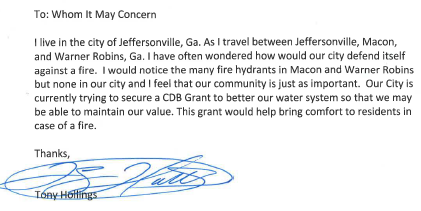 To: Whom It May Concern
I live in the city of Jeffersonville, Ga. As I travel between Jeffersonville, Macon,
and Warner Robins, Ga. I have often wondered how would our city defend itself
against a fire. I would notice the many fire hydrants in Macon and Warner Robins
but none in our city and I feel that our community is just as important. Our City is
currently trying to secure a CDB Grant to better our water system so that we may
be able to maintain our value. This grant would help bring comfort to residents in
case of a fire.
Thanks,
Tony Hollings